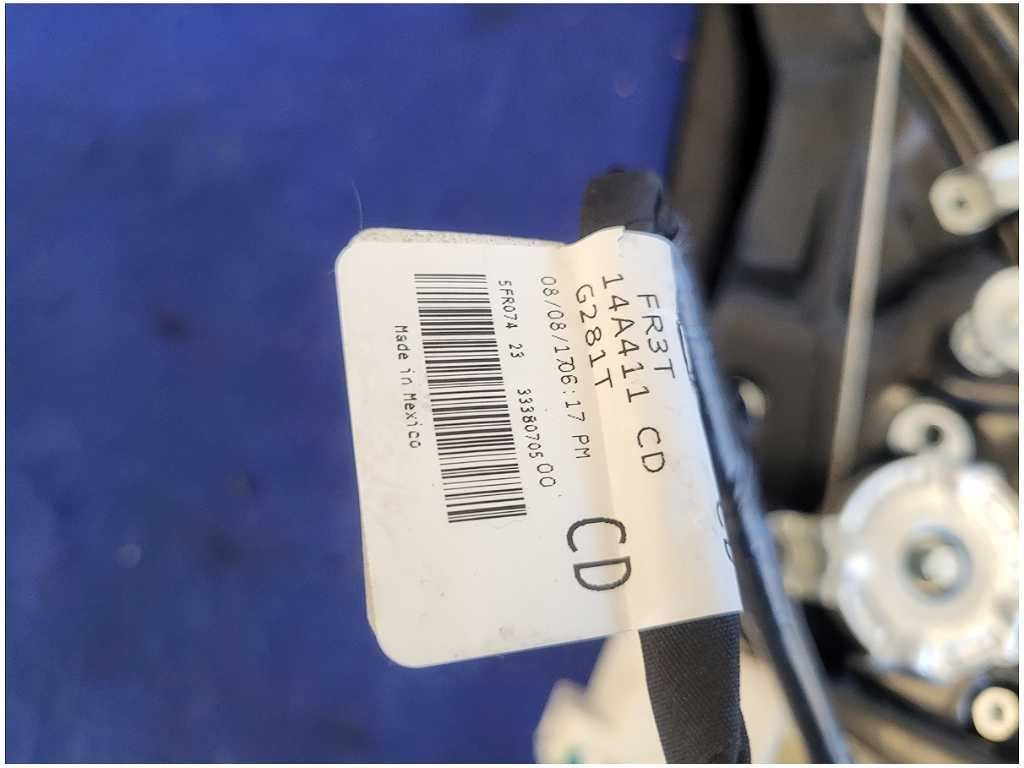 FR3T
14A411 CD
G281T
08/08/1706:17 PM
CD
5FR074 23 3338070500
Made in Mexico